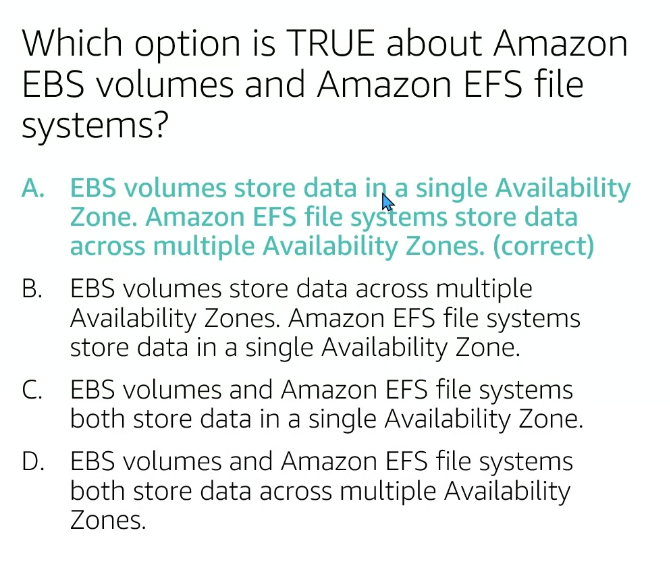 Which option is TRUE about Amazon
EBS volumes and Amazon EFS file
systems?
A. EBS volumes store data in a single Availability
Zone. Amazon EFS file systems store data
across multiple Availability Zones. (correct)
B. EBS volumes store data across multiple
Availability Zones. Amazon EFS file systems
store data in a single Availability Zone.
C. EBS volumes and Amazon EFS file systems
both store data in a single Availability Zone.
D. EBS volumes and Amazon EFS file systems
both store data across multiple Availability
Zones.